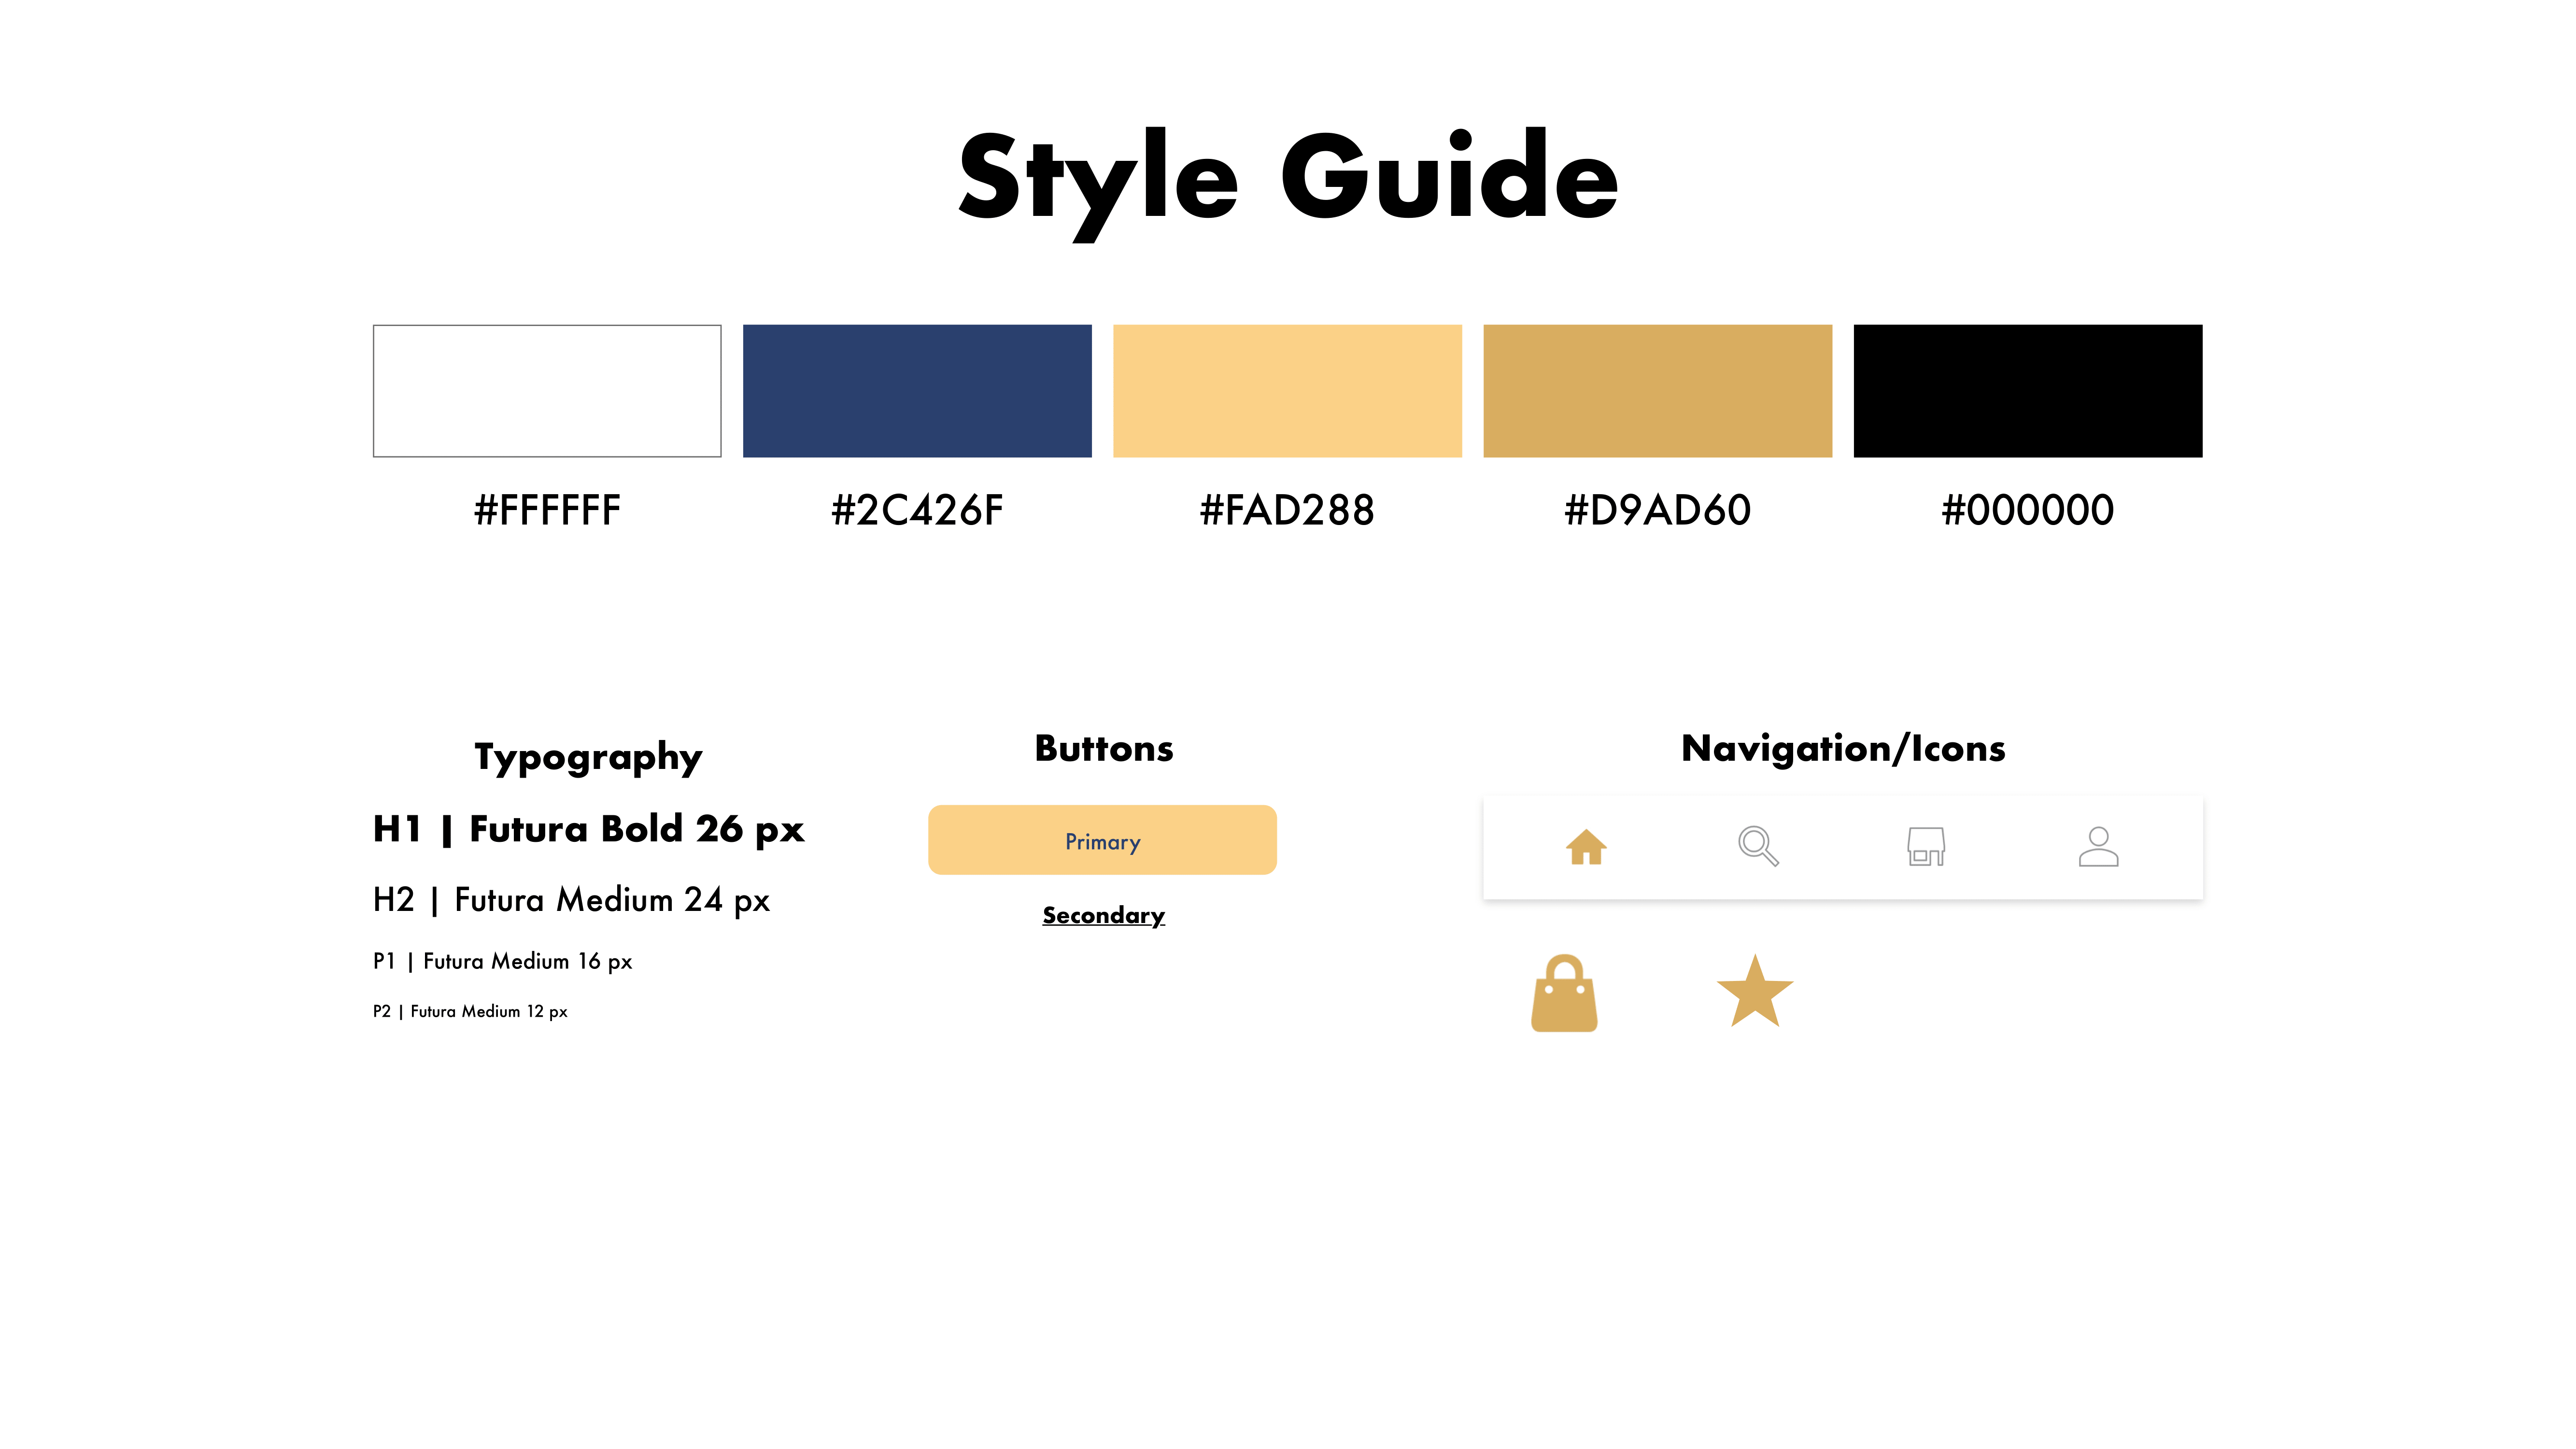 Style Guide
#FFFFFF
#2C426F
#FAD288
#D9AD60
#000000
Typography
H1 | Futura Bold 26 px
H2 | Futura Medium 24 px
P1 | Futura Medium 16 px
P2 | Futura Medium 12 px
Buttons
Primary
Secondary
Navigation/Icons